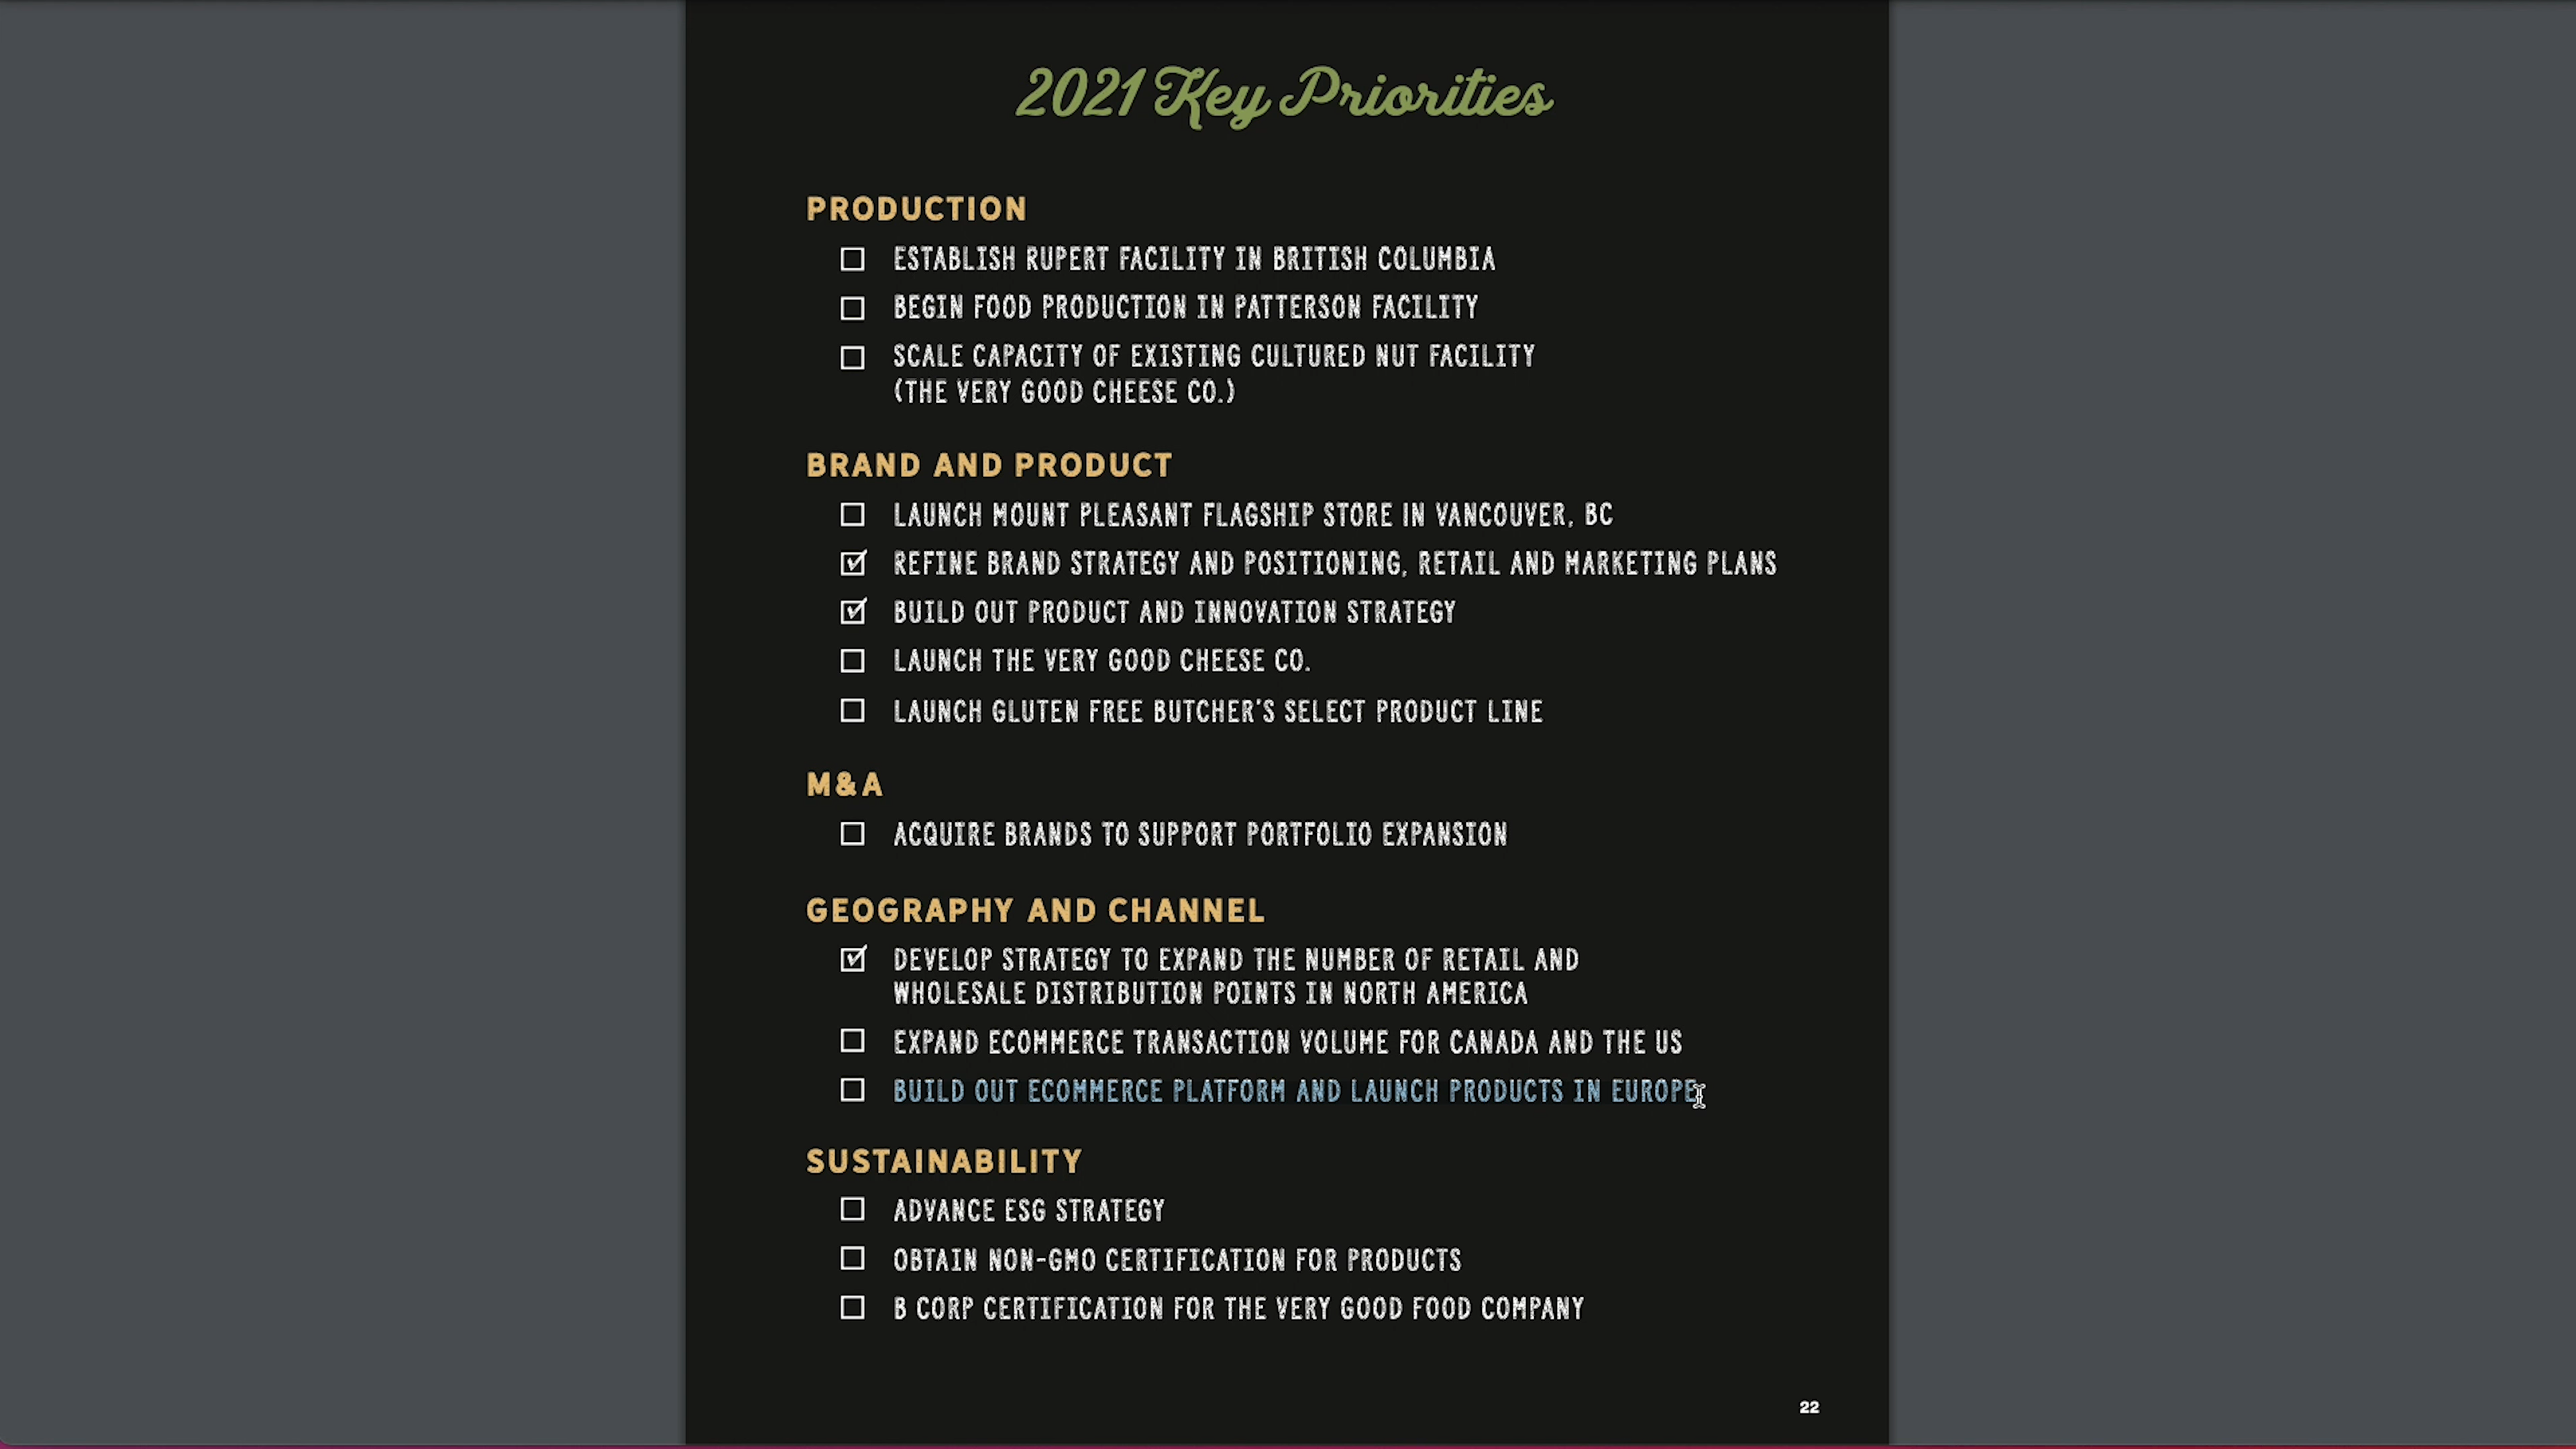 2021 Key Priorities
PRODUCTION
☐ ESTABLISH RUPERT FACILITY IN BRITISH COLUMBIA
☐ BEGIN FOOD PRODUCTION IN PATTERSON FACILITY
☐ SCALE CAPACITY OF EXISTING CULTURED NUT FACILITY
(THE VERY GOOD CHEESE CO.)
BRAND AND PRODUCT
☐ LAUNCH MOUNT PLEASANT FLAGSHIP STORE IN VANCOUVER, BC
☑ REFINE BRAND STRATEGY AND POSITIONING, RETAIL AND MARKETING PLANS
☑ BUILD OUT PRODUCT AND INNOVATION STRATEGY
☐ LAUNCH THE VERY GOOD CHEESE CO.
☐ LAUNCH GLUTEN FREE BUTCHER'S SELECT PRODUCT LINE
M&A
☐ ACQUIRE BRANDS TO SUPPORT PORTFOLIO EXPANSION
GEOGRAPHY AND CHANNEL
☑ DEVELOP STRATEGY TO EXPAND THE NUMBER OF RETAIL AND
WHOLESALE DISTRIBUTION POINTS IN NORTH AMERICA
☐ EXPAND ECOMMERCE TRANSACTION VOLUME FOR CANADA AND THE US
☐ BUILD OUT ECOMMERCE PLATFORM AND LAUNCH PRODUCTS IN EUROPE
SUSTAINABILITY
☐ ADVANCE ESG STRATEGY
☐ OBTAIN NON-GMO CERTIFICATION FOR PRODUCTS
☐ B CORP CERTIFICATION FOR THE VERY GOOD FOOD COMPANY
22